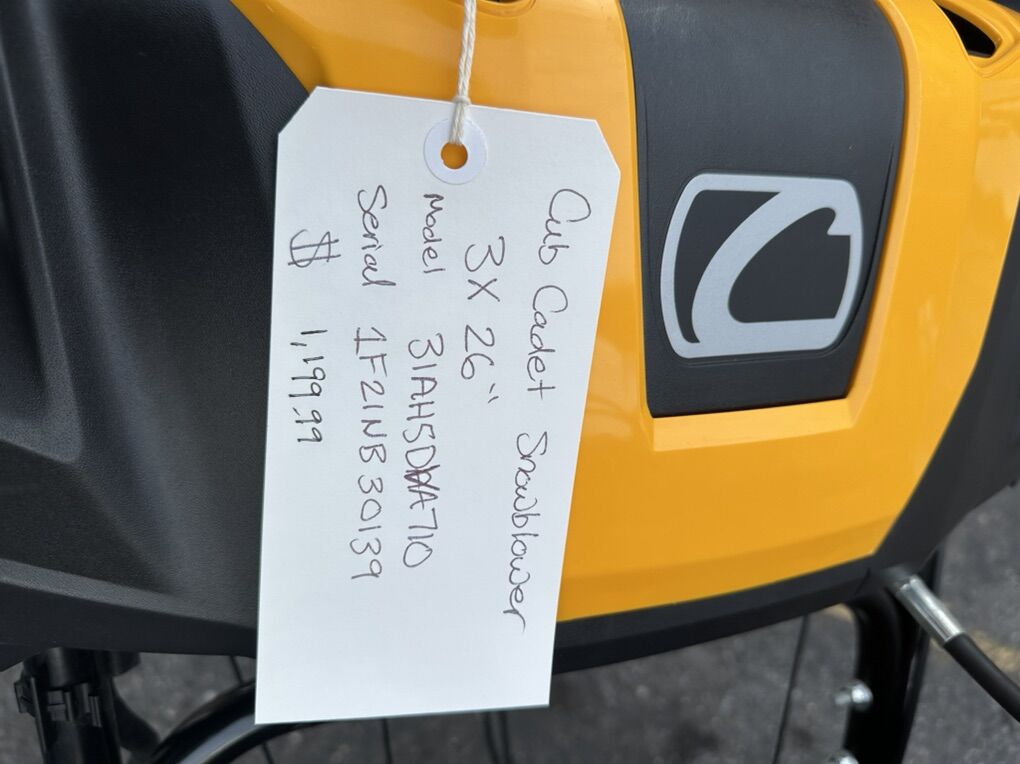 Cub Cadet Snowblower
3X 26"
Model 31AH5DVA710
Serial 1F21NB30139
$ 1,199.99